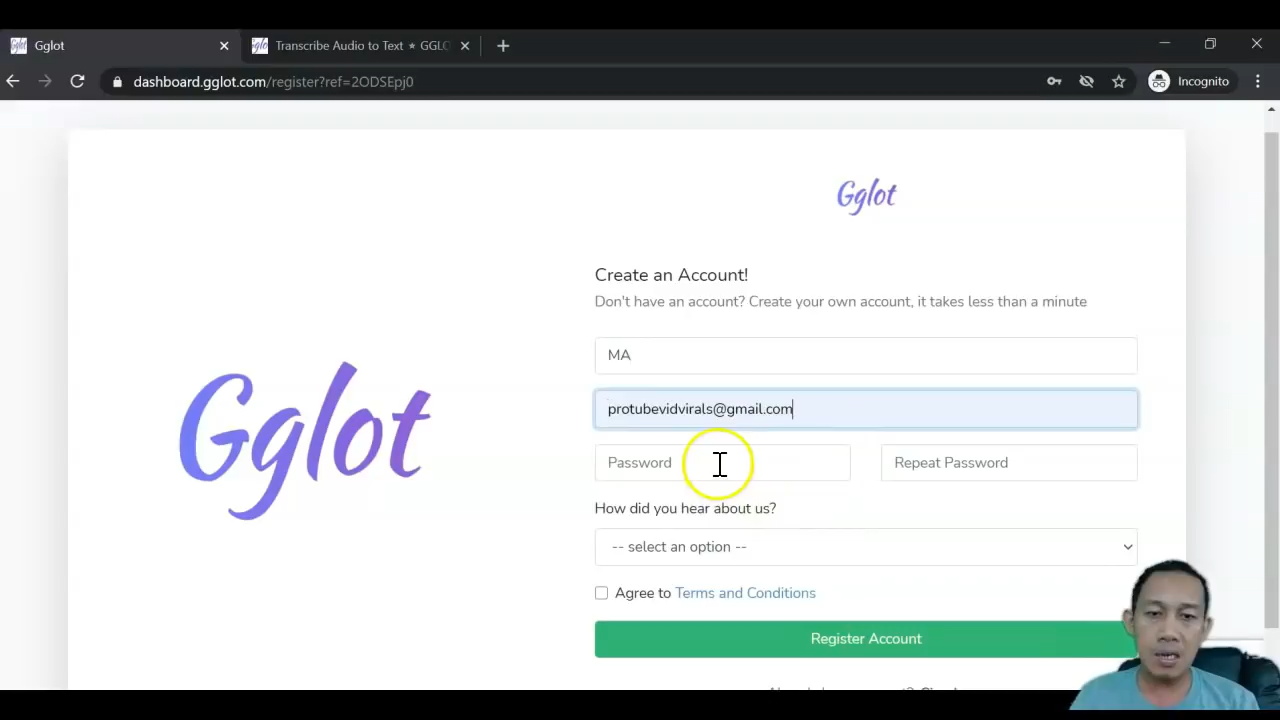 Gglot
Transcribe Audio to Text ★ GGLO
dashboard.gglot.com/register?ref=2ODSEpj0
Incognito
Gglot
Gglot
Create an Account!
Don't have an account? Create your own account, it takes less than a minute
MA
protubevidvirals@gmail.com
Password
Repeat Password
How did you hear about us?
-- select an option --
Agree to Terms and Conditions
Register Account